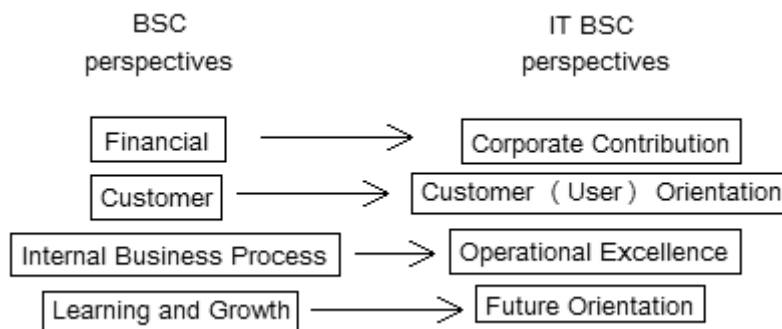 BSC
perspectives
IT BSC
perspectives
Financial
Corporate Contribution
Customer
Customer （User） Orientation
Internal Business Process
Operational Excellence
Learning and Growth
Future Orientation